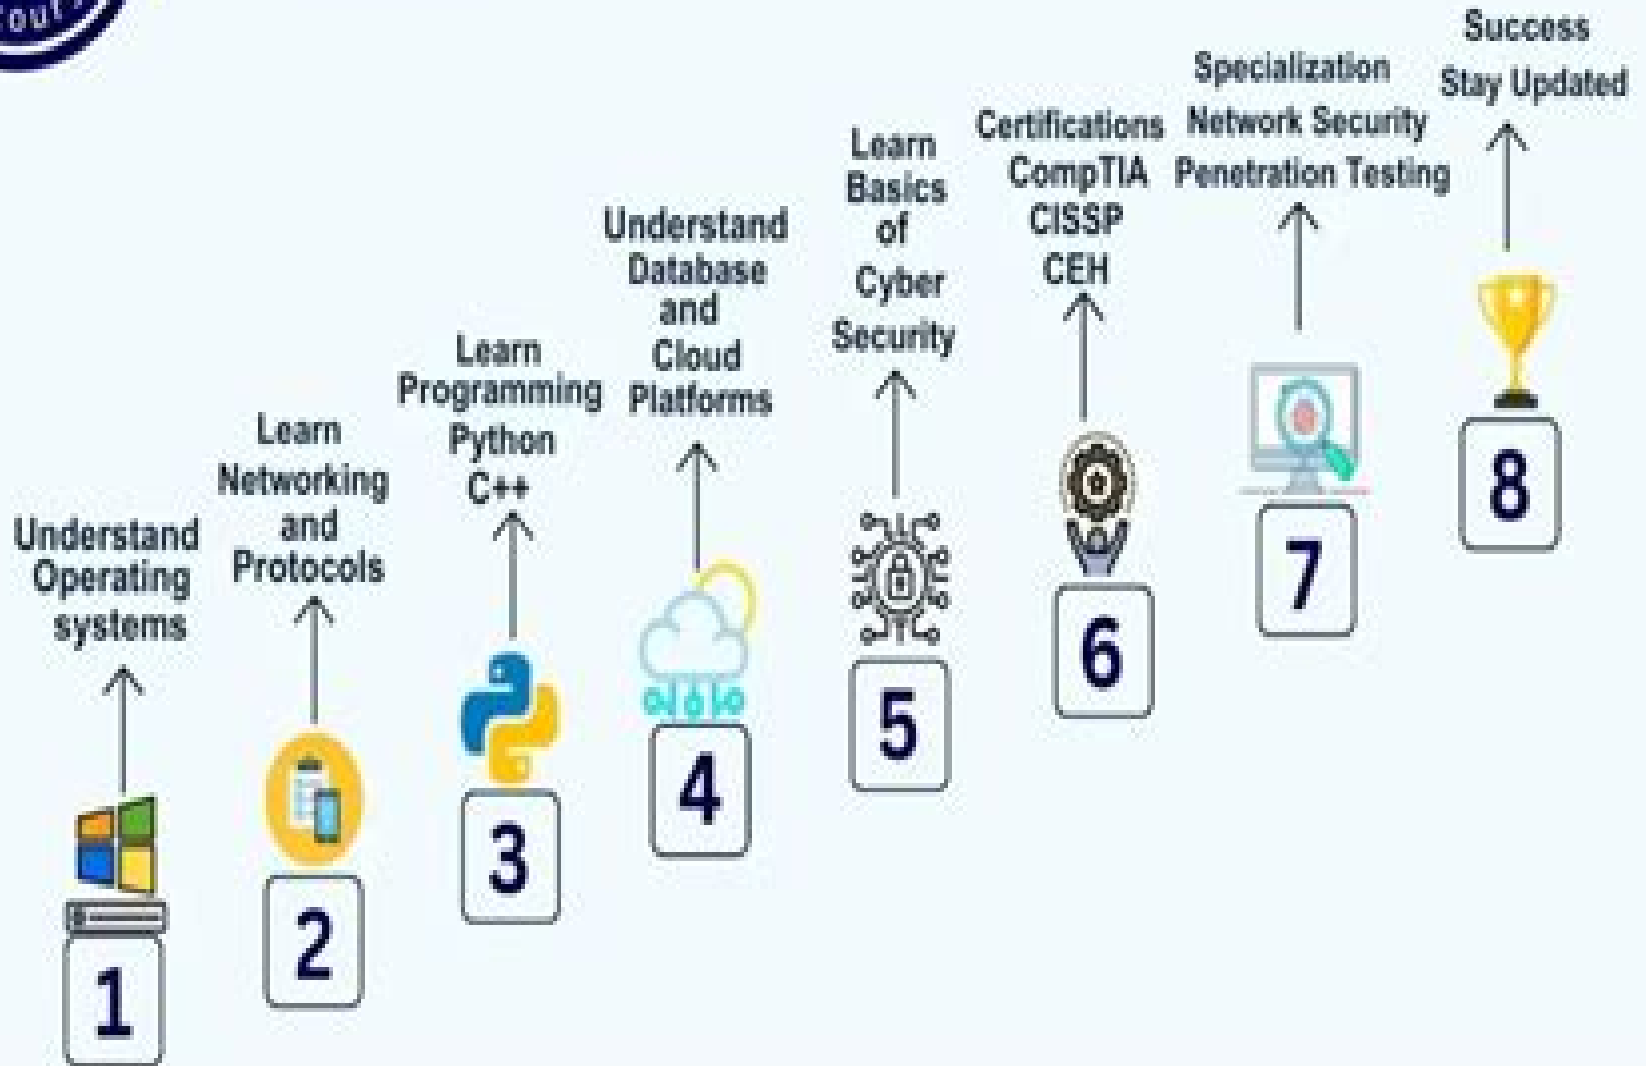 Understand
Operating
systems
1
Learn
Networking
and
Protocols
2
Learn
Programming
Python
C++
3
Understand
Database
and
Cloud
Platforms
4
Learn
Basics
of
Cyber
Security
5
Certifications
CompTIA
CISSP
CEH
6
Specialization
Network Security
Penetration Testing
7
Success
Stay Updated
8